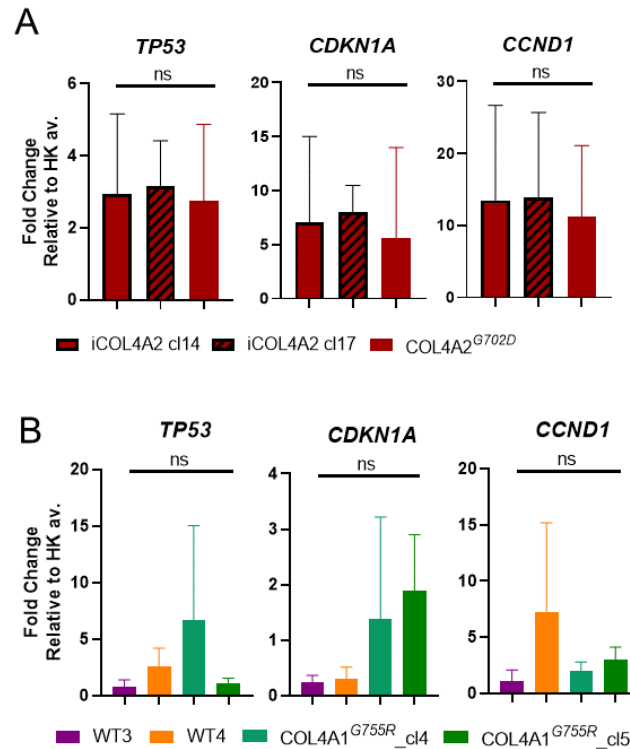 A
TP53
CDKN1A
CCND1
ns
ns
ns
Fold Change
Relative to HK av.
6
4
2
0
20
15
10
5
0
30
20
10
0
iCOL4A2 cl14
iCOL4A2 cl17
COL4A2G702D
B
TP53
CDKN1A
CCND1
ns
ns
ns
Fold Change
Relative to HK av.
20
15
10
5
0
4
3
2
1
0
20
15
10
5
0
WT3
WT4
COL4A1G755R_cl4
COL4A1G755R_cl5